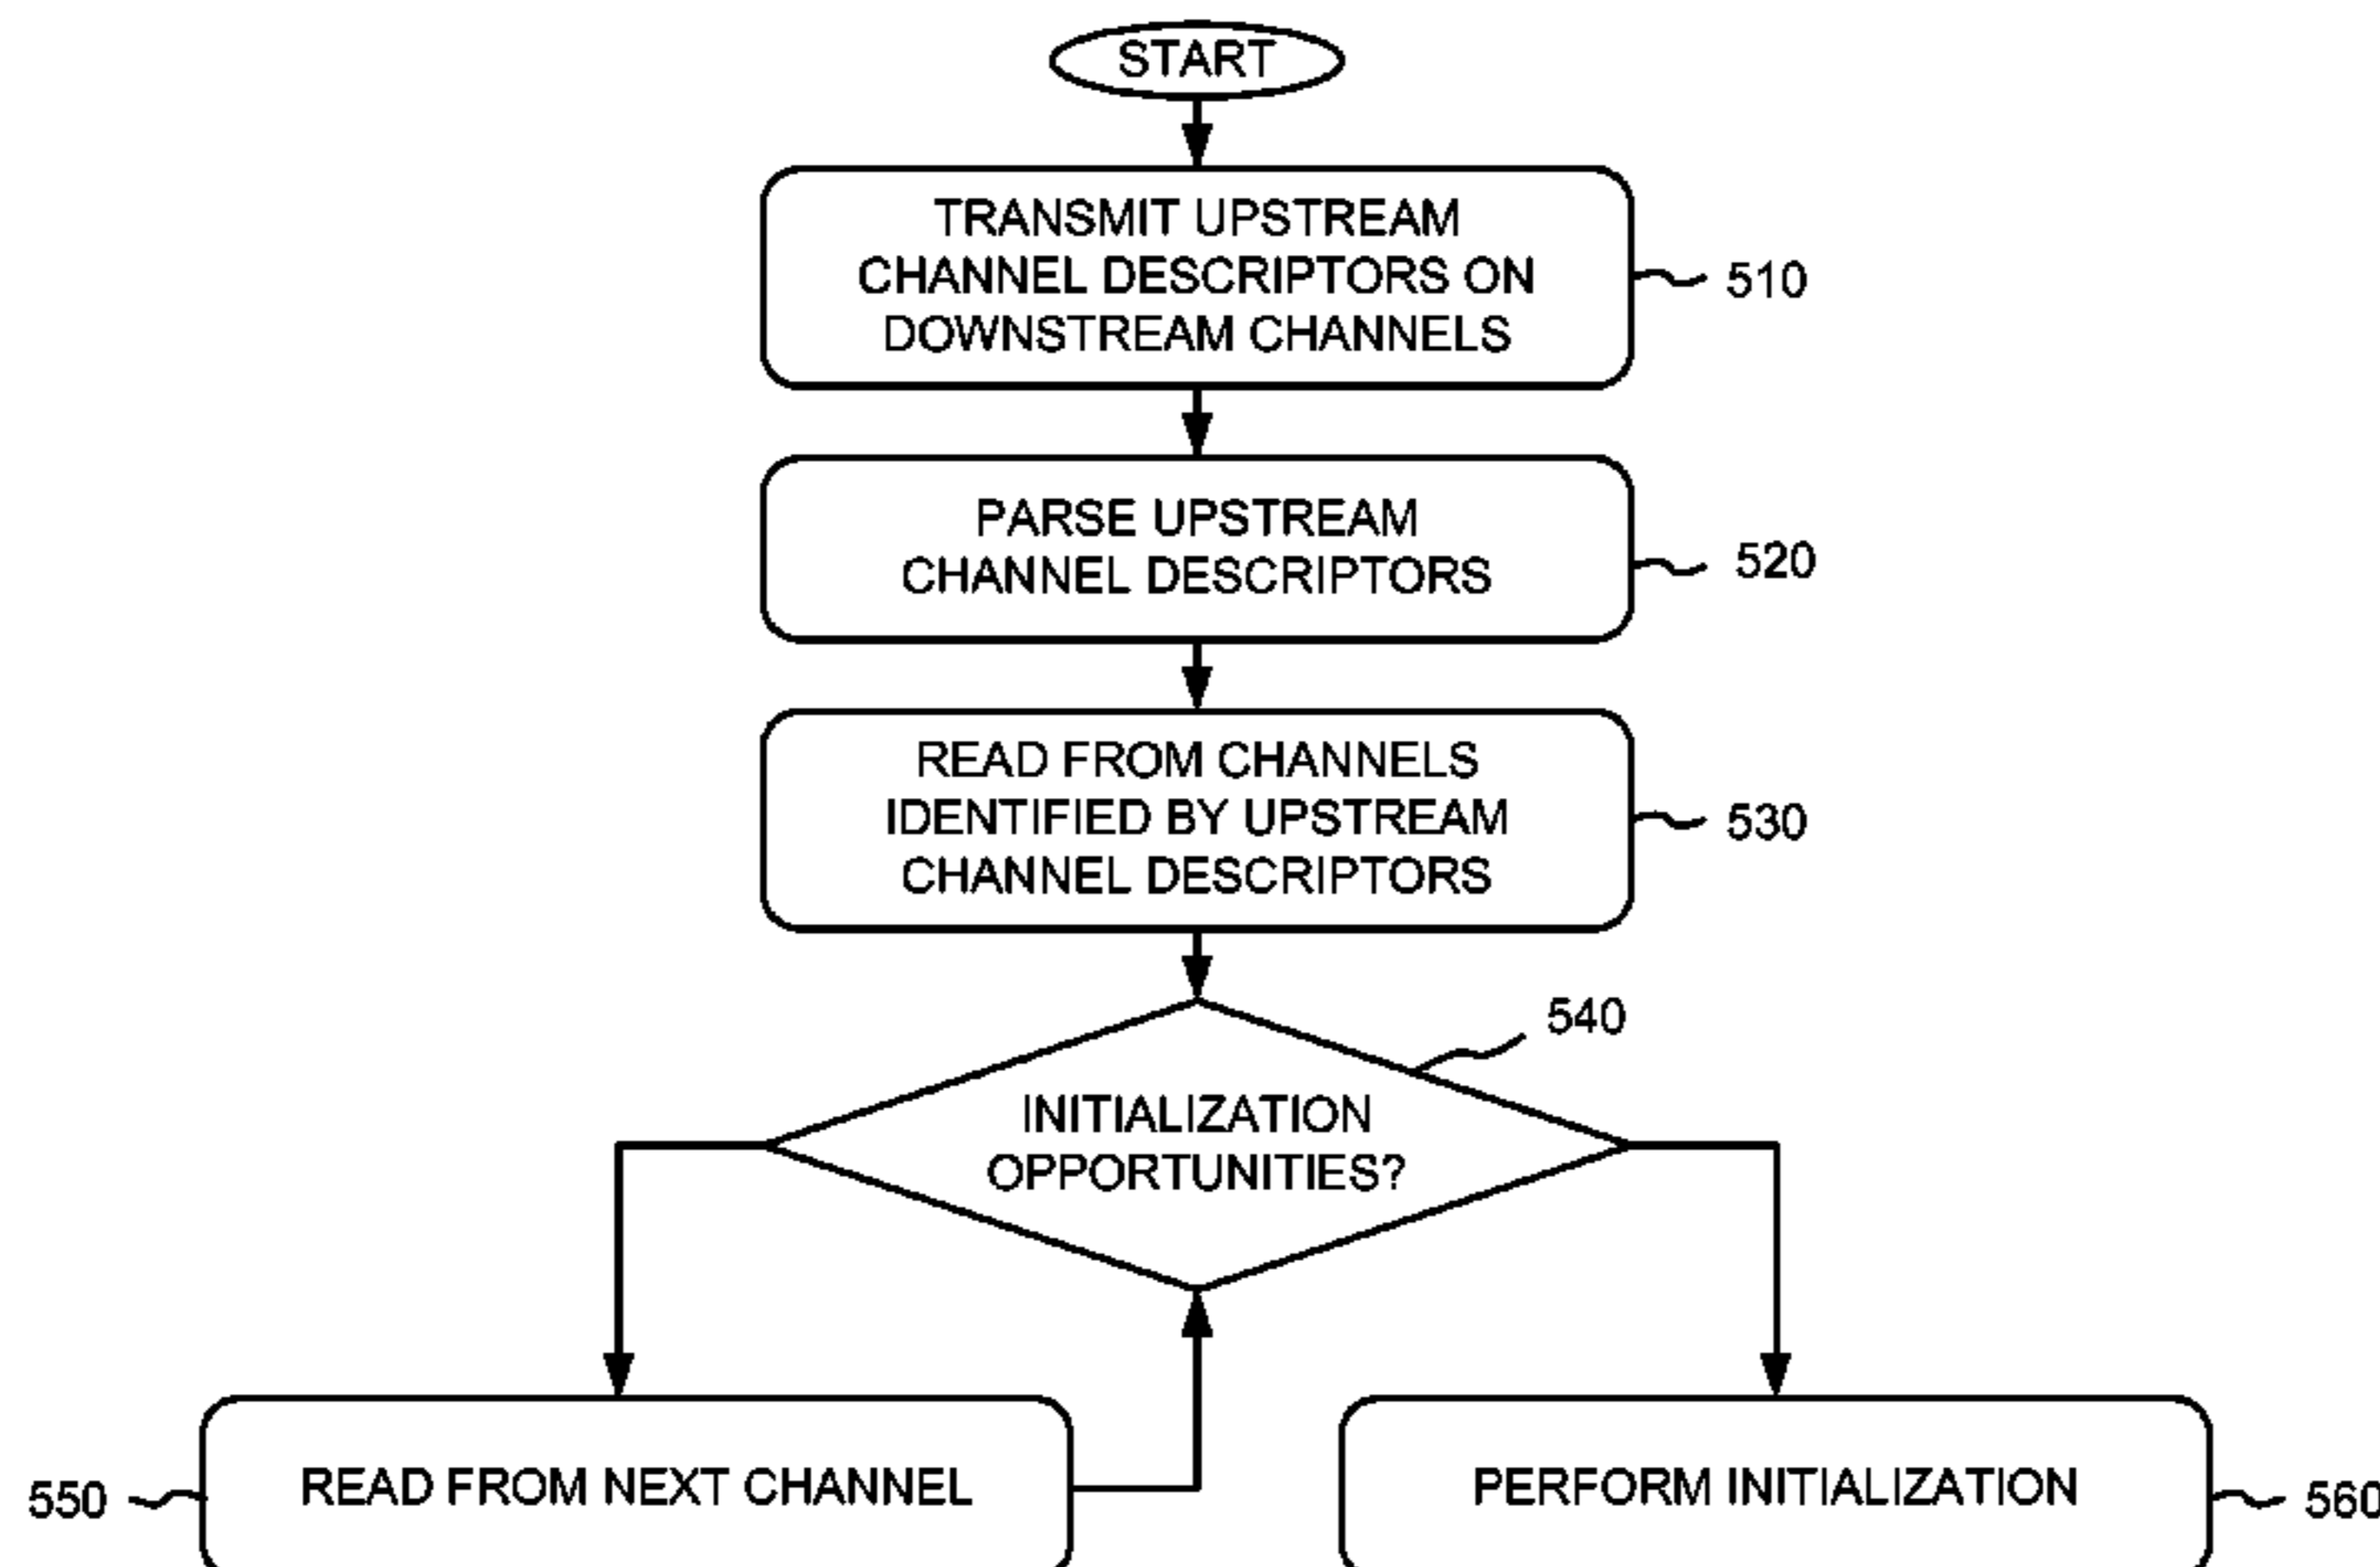 START
TRANSMIT UPSTREAM
CHANNEL DESCRIPTORS ON
DOWNSTREAM CHANNELS
510
PARSE UPSTREAM
CHANNEL DESCRIPTORS
520
READ FROM CHANNELS
IDENTIFIED BY UPSTREAM
CHANNEL DESCRIPTORS
530
540
INITIALIZATION
OPPORTUNITIES?
550
READ FROM NEXT CHANNEL
PERFORM INITIALIZATION
560